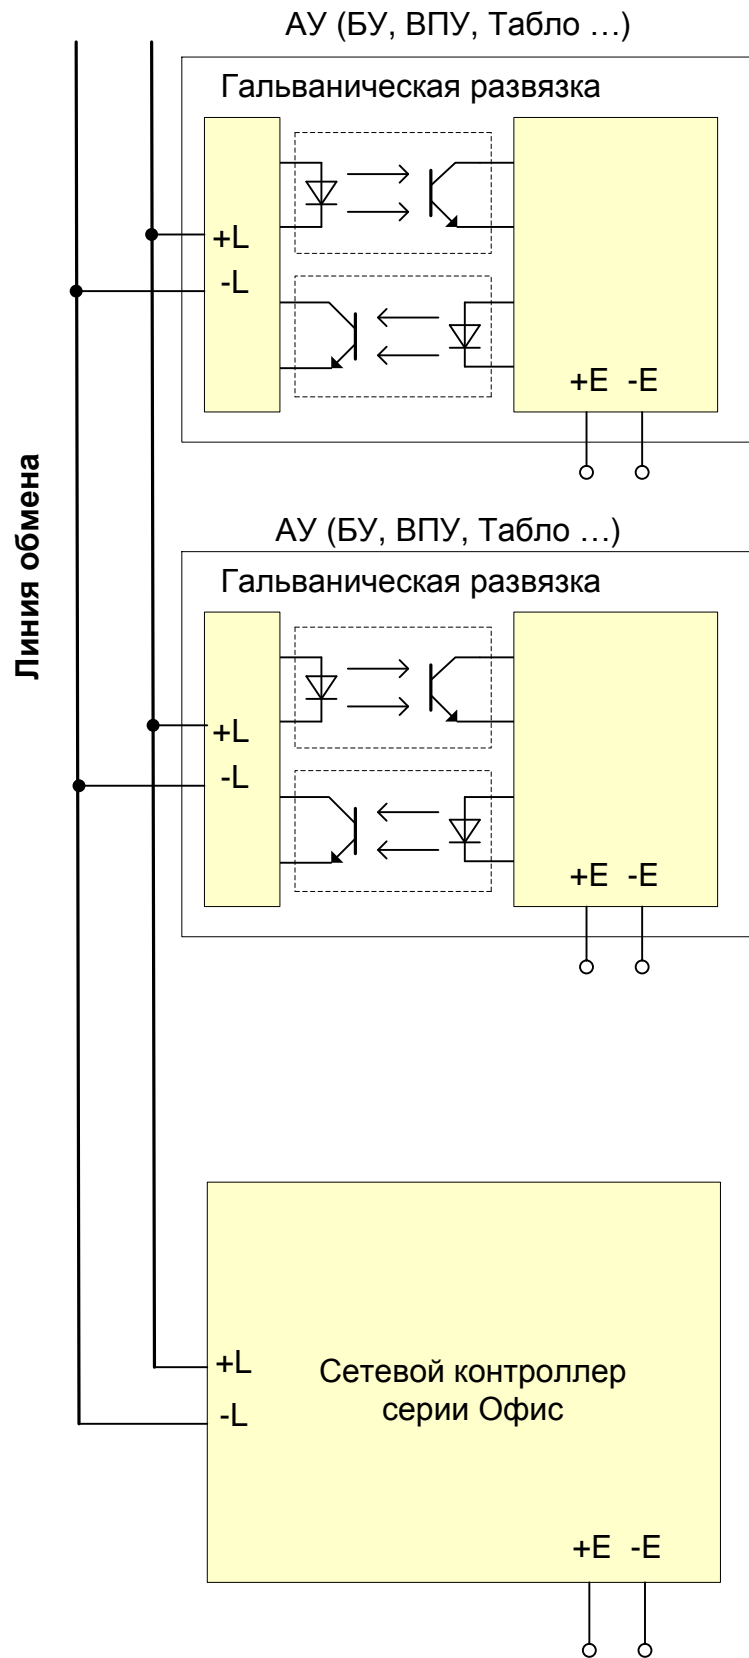 АУ (БУ, ВПУ, Табло …)
Гальваническая развязка
+L
-L
+E -E
Линия обмена
АУ (БУ, ВПУ, Табло …)
Гальваническая развязка
+L
-L
+E -E
+L
-L
Сетевой контроллер
серии Офис
+E -E